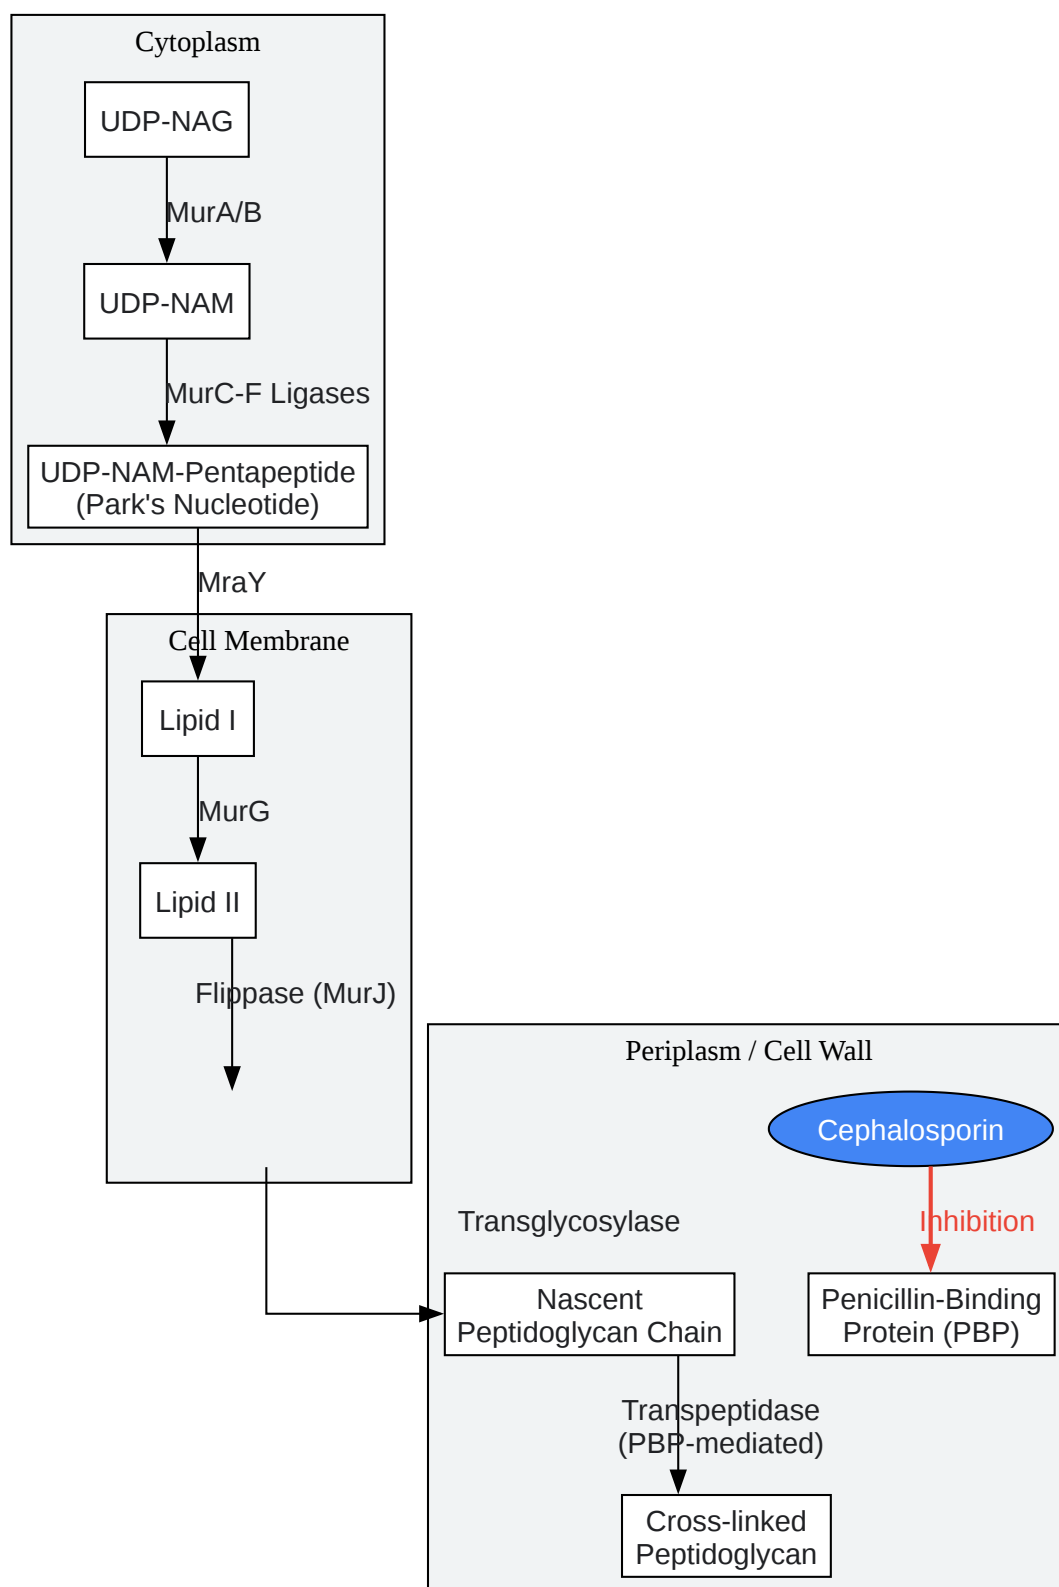 Cytoplasm
UDP-NAG
MurA/B
UDP-NAM
MurC-F Ligases
UDP-NAM-Pentapeptide
(Park's Nucleotide)
MraY
Cell Membrane
Lipid I
MurG
Lipid II
Flippase (MurJ)
Periplasm / Cell Wall
Cephalosporin
Transglycosylase
Inhibition
Nascent
Peptidoglycan Chain
Penicillin-Binding
Protein (PBP)
Transpeptidase
(PBP-mediated)
Cross-linked
Peptidoglycan